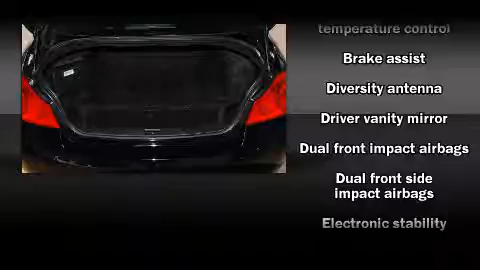 temperature control
Brake assist
Diversity antenna
Driver vanity mirror
Dual front impact airbags
Dual front side
impact airbags
Electronic stability